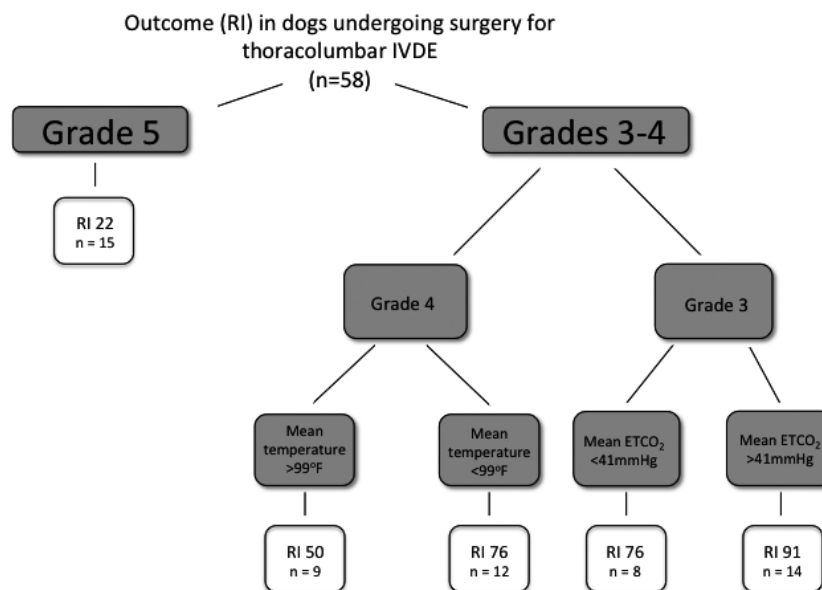 Outcome (RI) in dogs undergoing surgery for
thoracolumbar IVDE
(n=58)
Grade 5
Grades 3-4
RI 22
n = 15
Grade 4
Grade 3
Mean
temperature
>99°F
Mean
temperature
<99°F
Mean ETCO₂
<41mmHg
Mean ETCO₂
>41mmHg
RI 50
n = 9
RI 76
n = 12
RI 76
n = 8
RI 91
n = 14